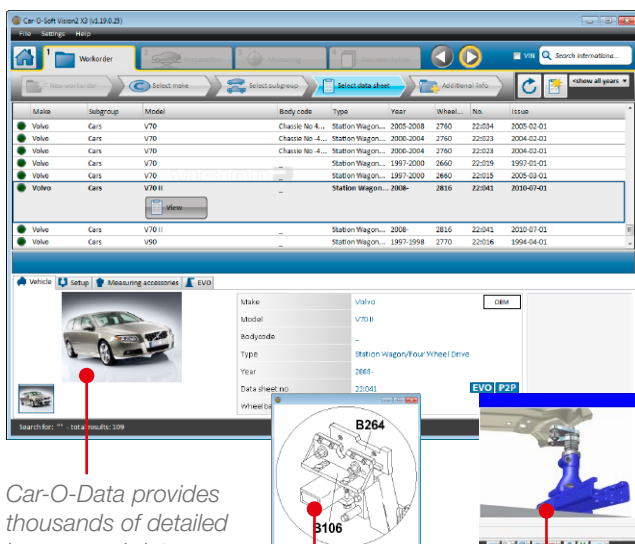 Car-O-Soft Vision2 X3 (v1.19.0.25)
File Settings Help
1 Workorder
2
3
4
VIN
Search internationa...
Select make
Select subgroup
Select data sheet
Additional info
<show all years
Make Subgroup Model Body code Type Year Wheel... No. Issue
Volvo Cars V70 Chassie No 4... Station Wagon... 2005-2008 2760 22:034 2005-02-01
Volvo Cars V70 Chassie No -4... Station Wagon... 2000-2004 2760 22:023 2004-02-01
Volvo Cars V70 Chassie No -4... Station Wagon... 2000-2004 2760 22:023 2004-02-01
Volvo Cars V70 _ Station Wagon... 1997-2000 2660 22:019 1997-01-01
Volvo Cars V70 _ Station Wagon... 1997-2000 2660 22:015 2005-03-01
Volvo Cars V70 II _ Station Wagon... 2008- 2816 22:041 2010-07-01
View
Volvo Cars V70 II _ Station Wagon... 2008- 2816 22:041 2010-07-01
Volvo Cars V90 _ Station Wagon... 1997-1998 2770 22:016 1994-04-01
Vehicle Setup Measuring accessories EVO
Make Volvo OEM
Model V70 II
Bodycode _
Type Station Wagon/Four Wheel Drive
Year 2008-
Data sheet no 22:041 EVO P2P
Search for: "" - total results: 109
B264
B106
Car-O-Data provides
thousands of detailed